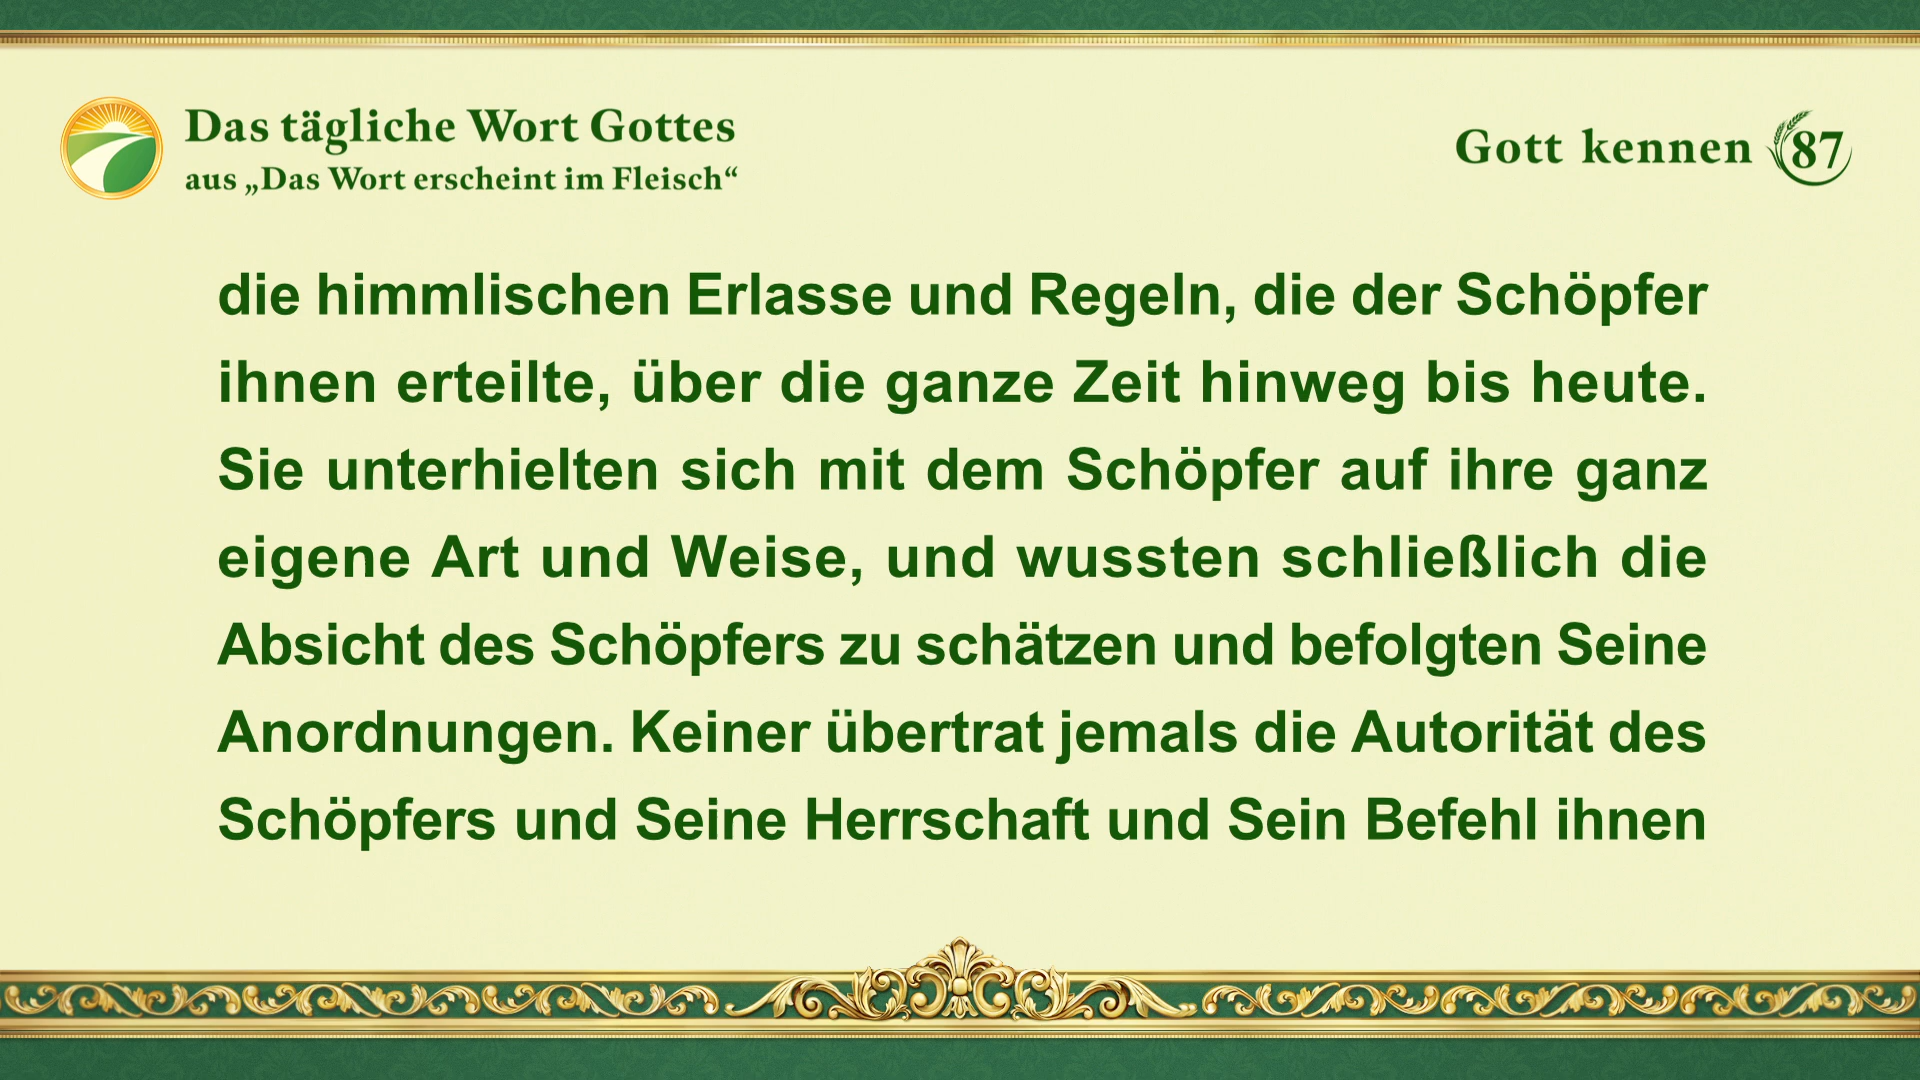 Das tägliche Wort Gottes
aus „Das Wort erscheint im Fleisch“
Gott kennen 87
die himmlischen Erlasse und Regeln, die der Schöpfer
ihnen erteilte, über die ganze Zeit hinweg bis heute.
Sie unterhielten sich mit dem Schöpfer auf ihre ganz
eigene Art und Weise, und wussten schließlich die
Absicht des Schöpfers zu schätzen und befolgten Seine
Anordnungen. Keiner übertrat jemals die Autorität des
Schöpfers und Seine Herrschaft und Sein Befehl ihnen